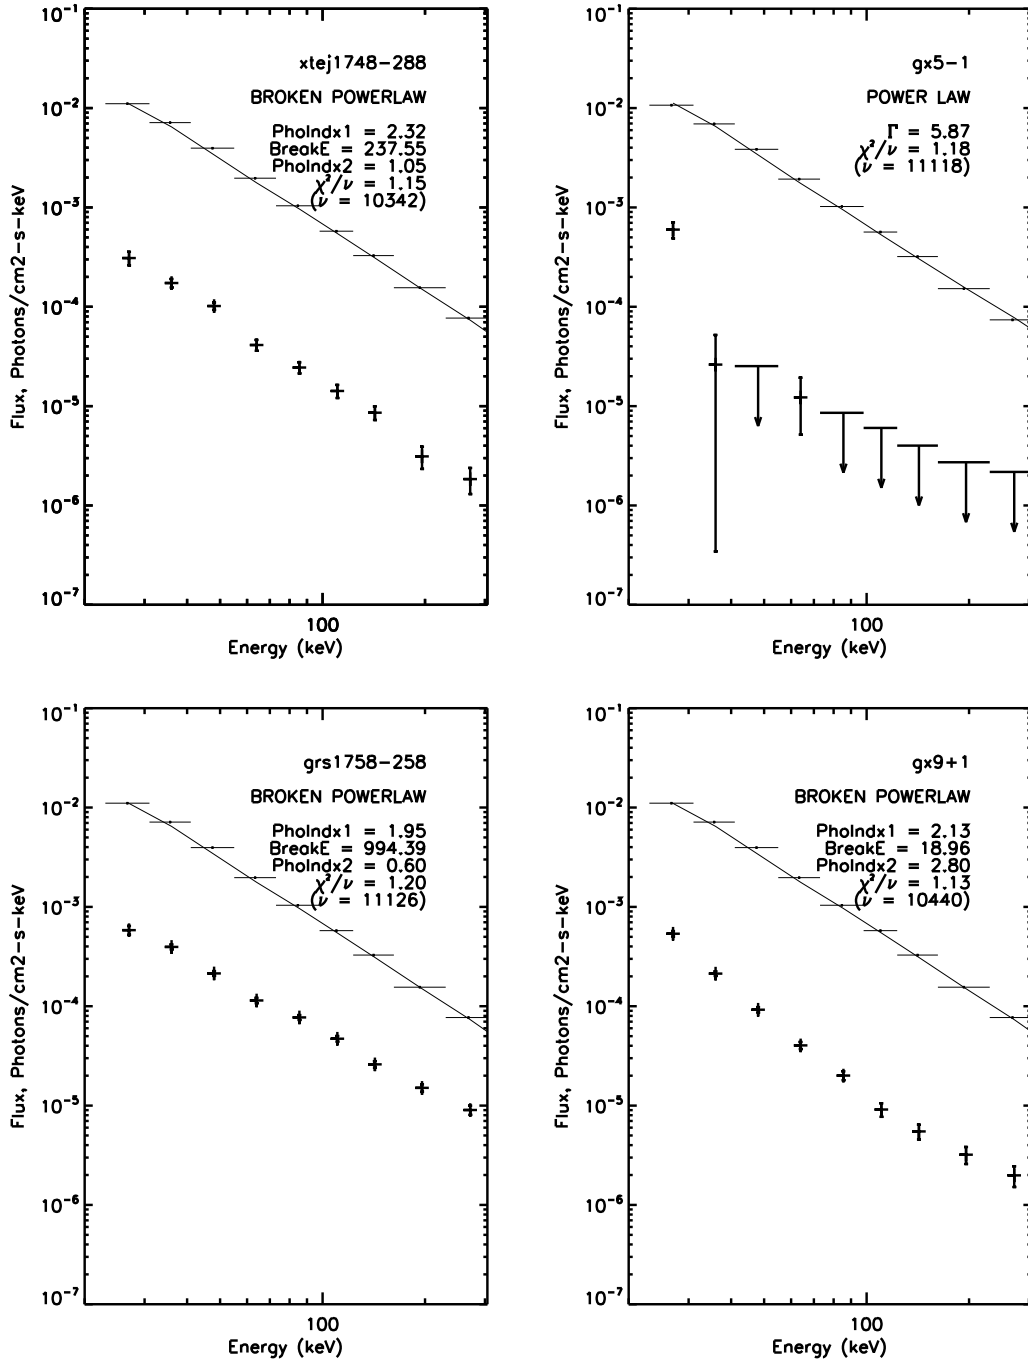 xtej1748-288
BROKEN POWERLAW
PhoIndx1 = 2.32
BreakE = 237.55
PhoIndx2 = 1.05
χ²/ν = 1.15
(ν = 10342)
10⁻¹
10⁻²
10⁻³
10⁻⁴
10⁻⁵
10⁻⁶
10⁻⁷
Flux, Photons/cm2-s-keV
100
Energy (keV)
gx5-1
POWER LAW
Γ = 5.87
χ²/ν = 1.18
(ν = 11118)
10⁻¹
10⁻²
10⁻³
10⁻⁴
10⁻⁵
10⁻⁶
10⁻⁷
Flux, Photons/cm2-s-keV
100
Energy (keV)
grs1758-258
BROKEN POWERLAW
PhoIndx1 = 1.95
BreakE = 994.39
PhoIndx2 = 0.60
χ²/ν = 1.20
(ν = 11126)
10⁻¹
10⁻²
10⁻³
10⁻⁴
10⁻⁵
10⁻⁶
10⁻⁷
Flux, Photons/cm2-s-keV
100
Energy (keV)
gx9+1
BROKEN POWERLAW
PhoIndx1 = 2.13
BreakE = 18.96
PhoIndx2 = 2.80
χ²/ν = 1.13
(ν = 10440)
10⁻¹
10⁻²
10⁻³
10⁻⁴
10⁻⁵
10⁻⁶
10⁻⁷
Flux, Photons/cm2-s-keV
100
Energy (keV)